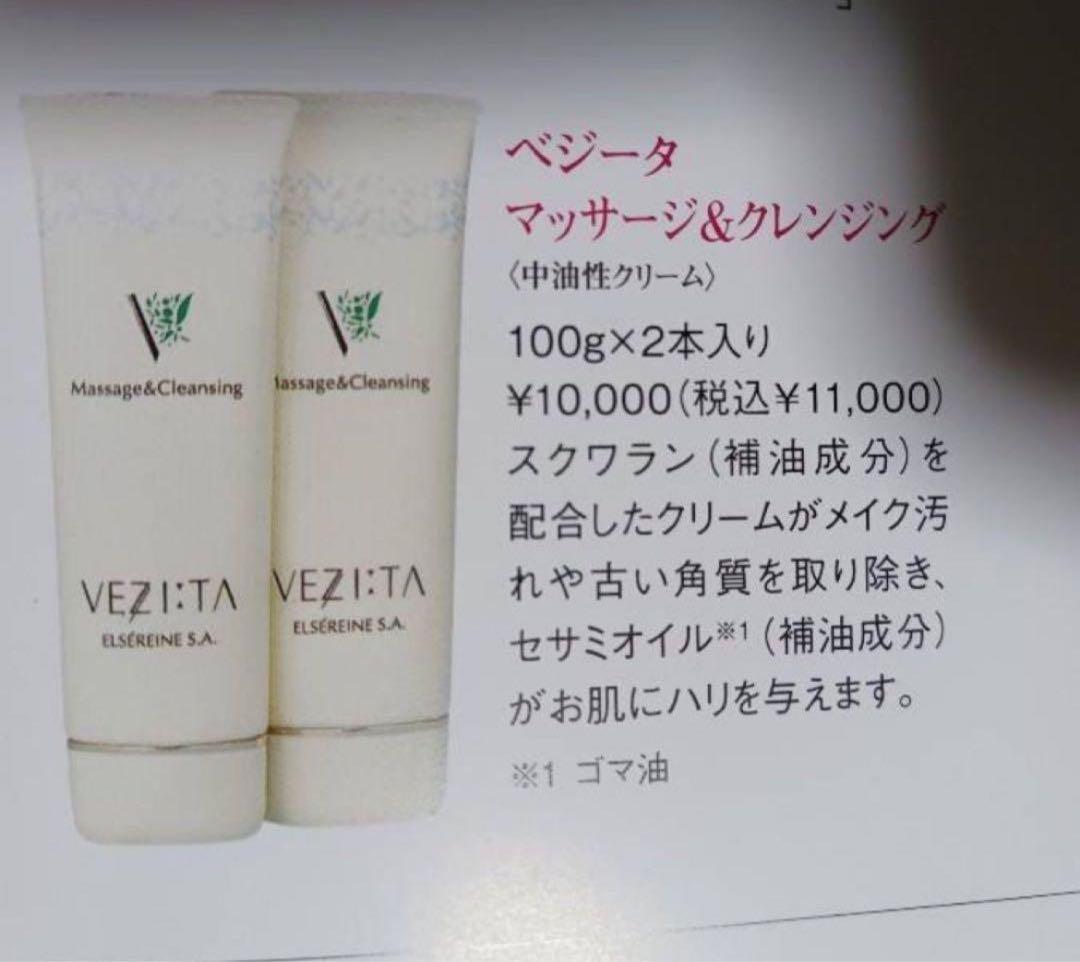 ベジータ
マッサージ&クレンジング
〈中油性クリーム〉
100g×2本入り
¥10,000(税込¥11,000)
スクワラン(補油成分)を
配合したクリームがメイク汚
れや古い角質を取り除き、
セサミオイル※1(補油成分)
がお肌にハリを与えます。
※1 ゴマ油
Massage&Cleansing
VEZI:TA
ELSÉREINE S.A.
assage&Cleansing
VEZI:TA
ELSÉREINE S.A.